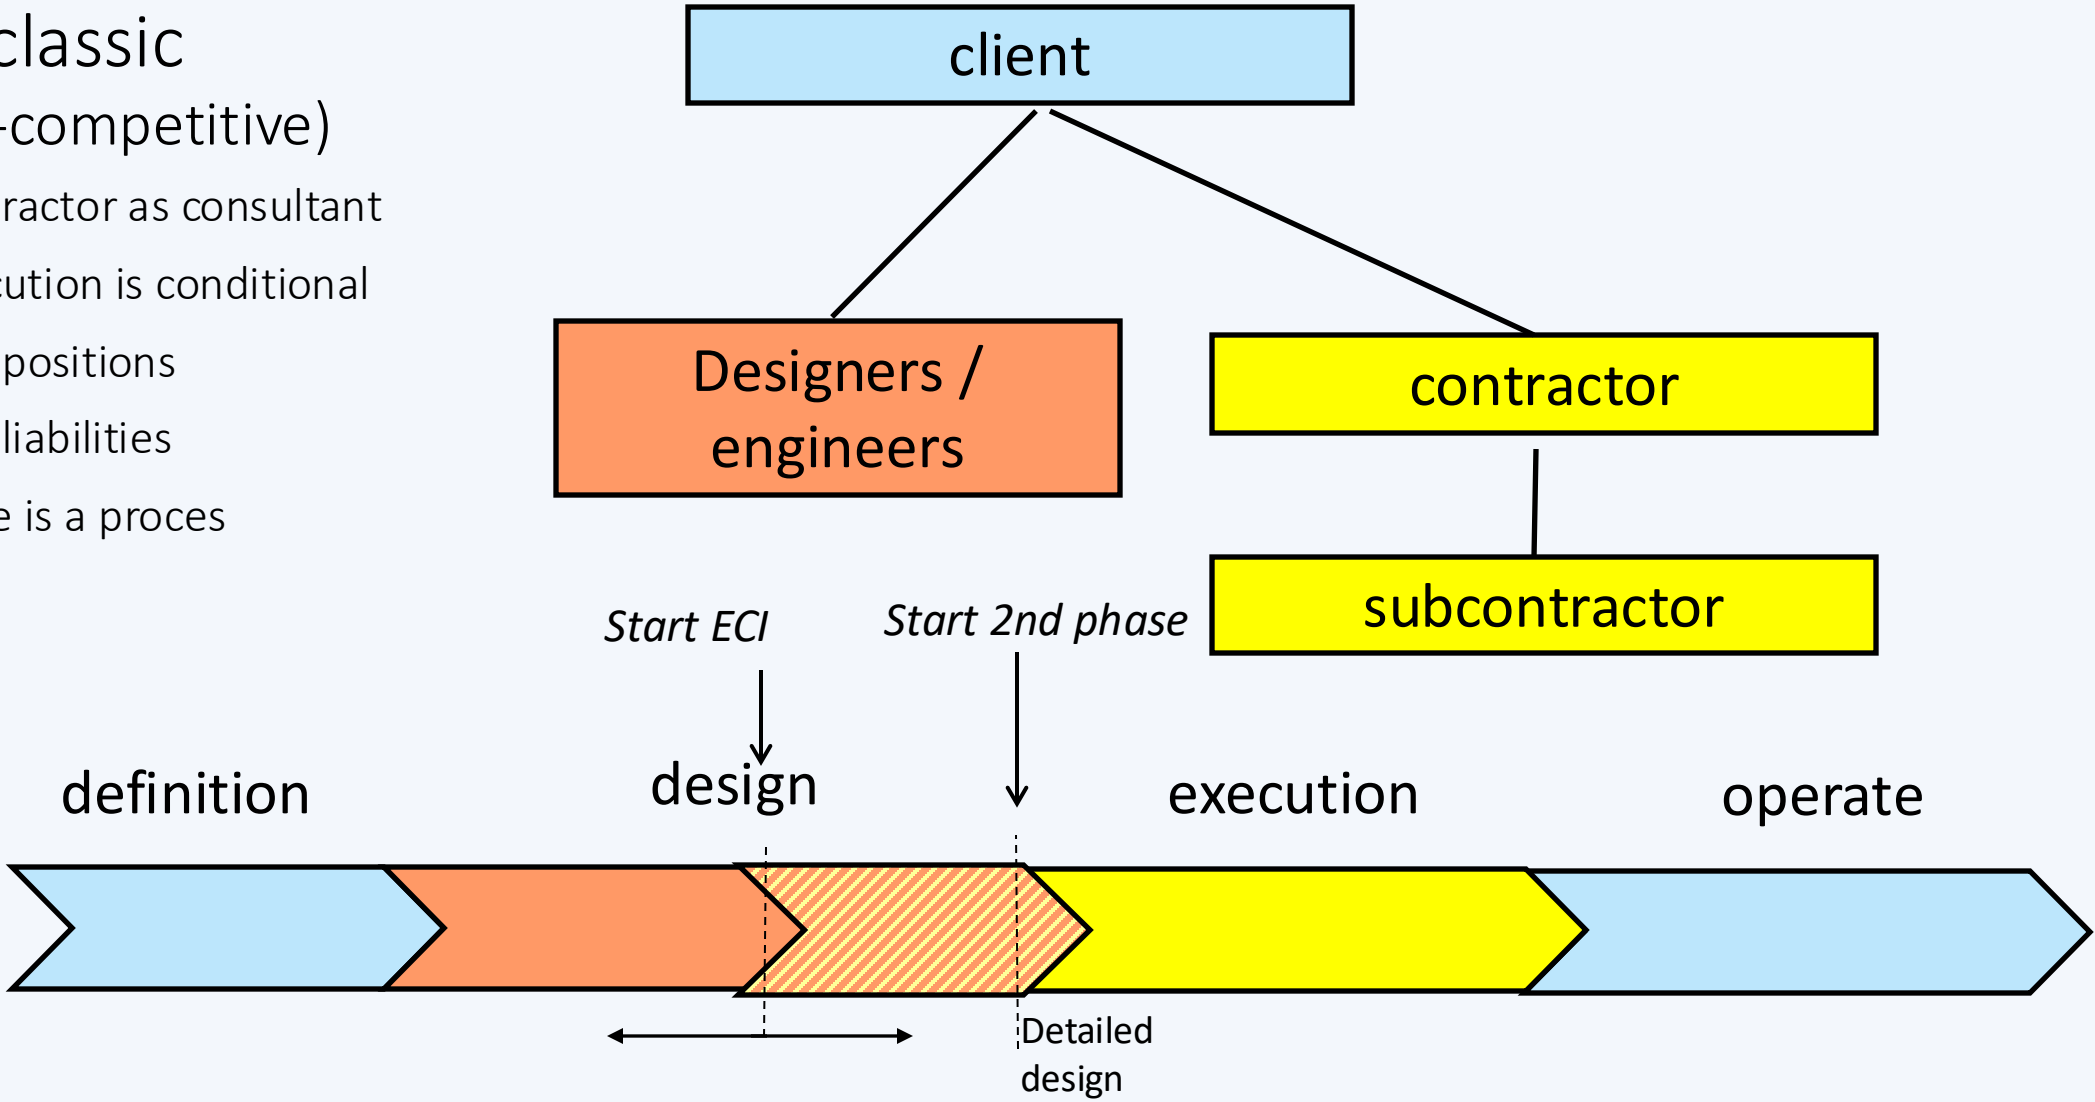 classic
-competitive)
ractor as consultant
cution is conditional
positions
liabilities
e is a proces
client
Designers /
engineers
contractor
subcontractor
Start ECI
Start 2nd phase
definition
design
execution
operate
Detailed
design